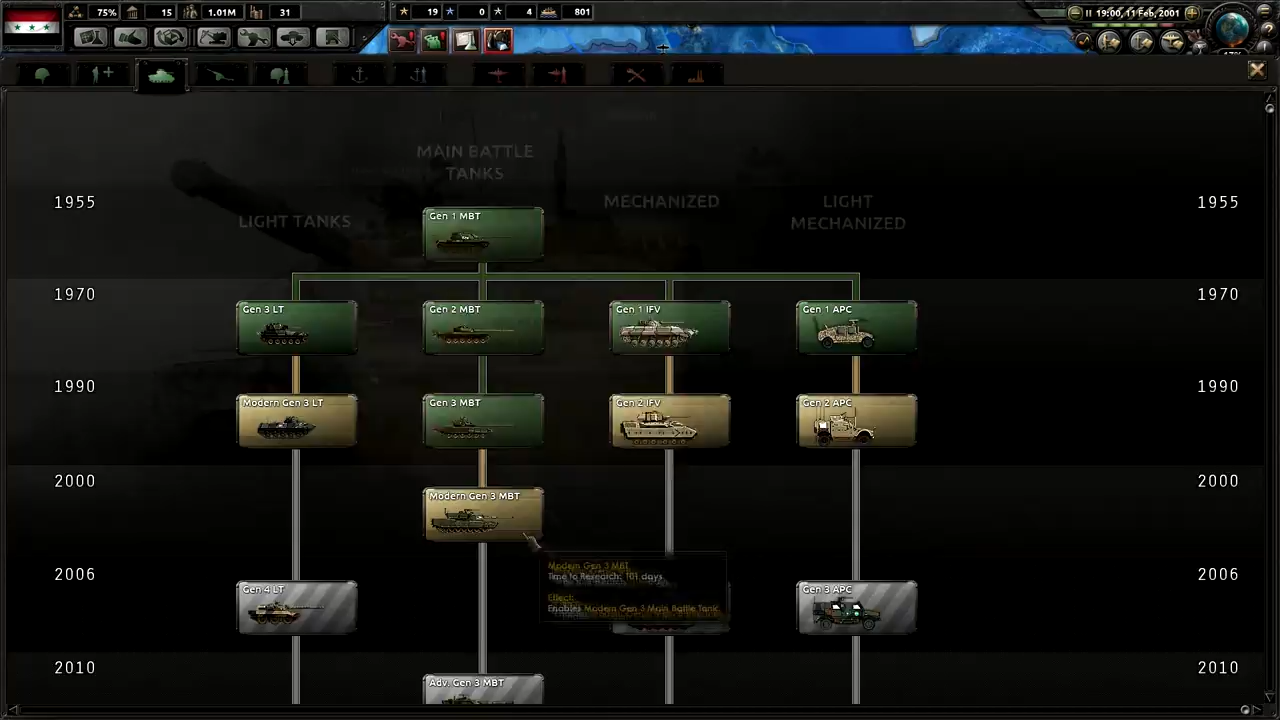 75% 15 1.01M 31 19 0 4 801 19:00, 11 Feb, 2001
MAIN BATTLE
TANKS
1955 MECHANIZED LIGHT 1955
LIGHT TANKS MECHANIZED
Gen 1 MBT
1970 1970
Gen 3 LT Gen 2 MBT Gen 1 IFV Gen 1 APC
1990 1990
Modern Gen 3 LT Gen 3 MBT Gen 2 IFV Gen 2 APC
2000 2000
Modern Gen 3 MBT
2006 2006
Modern Gen 3 MBT
Time to Research: 101 days
Gen 4 LT Gen 3 APC
Effect:
Enables Modern Gen 3 Main Battle Tank.
2010 2010
Adv. Gen 3 MBT